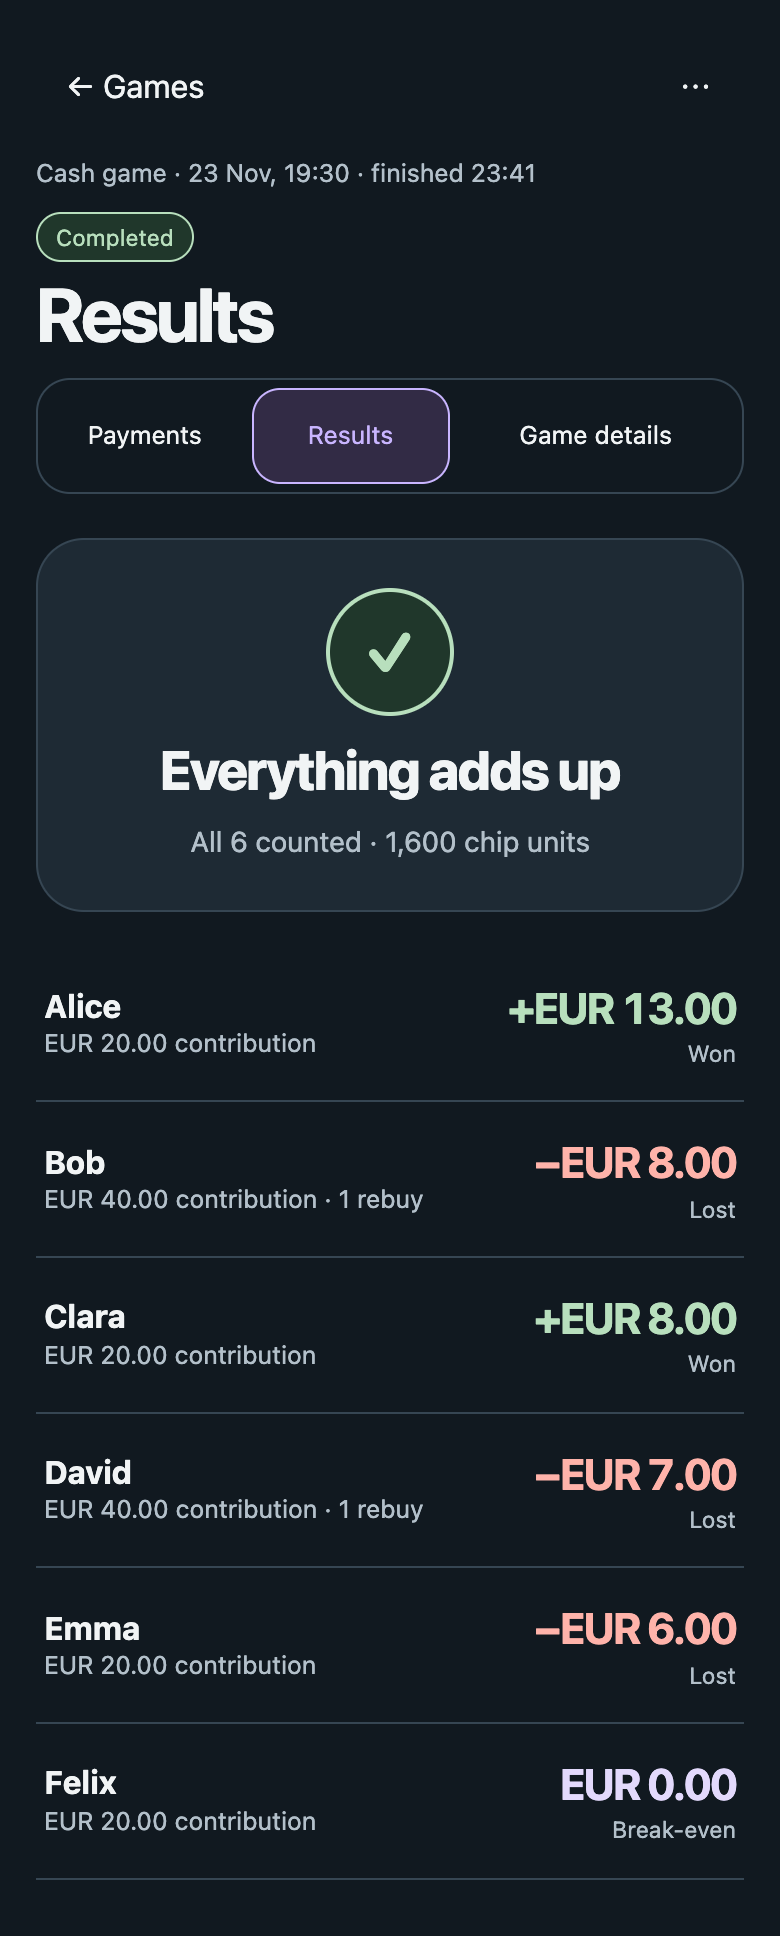 ← Games
...
Cash game · 23 Nov, 19:30 · finished 23:41
Completed
Results
Payments
Results
Game details
Everything adds up
All 6 counted · 1,600 chip units
Alice
+EUR 13.00
EUR 20.00 contribution
Won
Bob
−EUR 8.00
EUR 40.00 contribution · 1 rebuy
Lost
Clara
+EUR 8.00
EUR 20.00 contribution
Won
David
−EUR 7.00
EUR 40.00 contribution · 1 rebuy
Lost
Emma
−EUR 6.00
EUR 20.00 contribution
Lost
Felix
EUR 0.00
EUR 20.00 contribution
Break-even